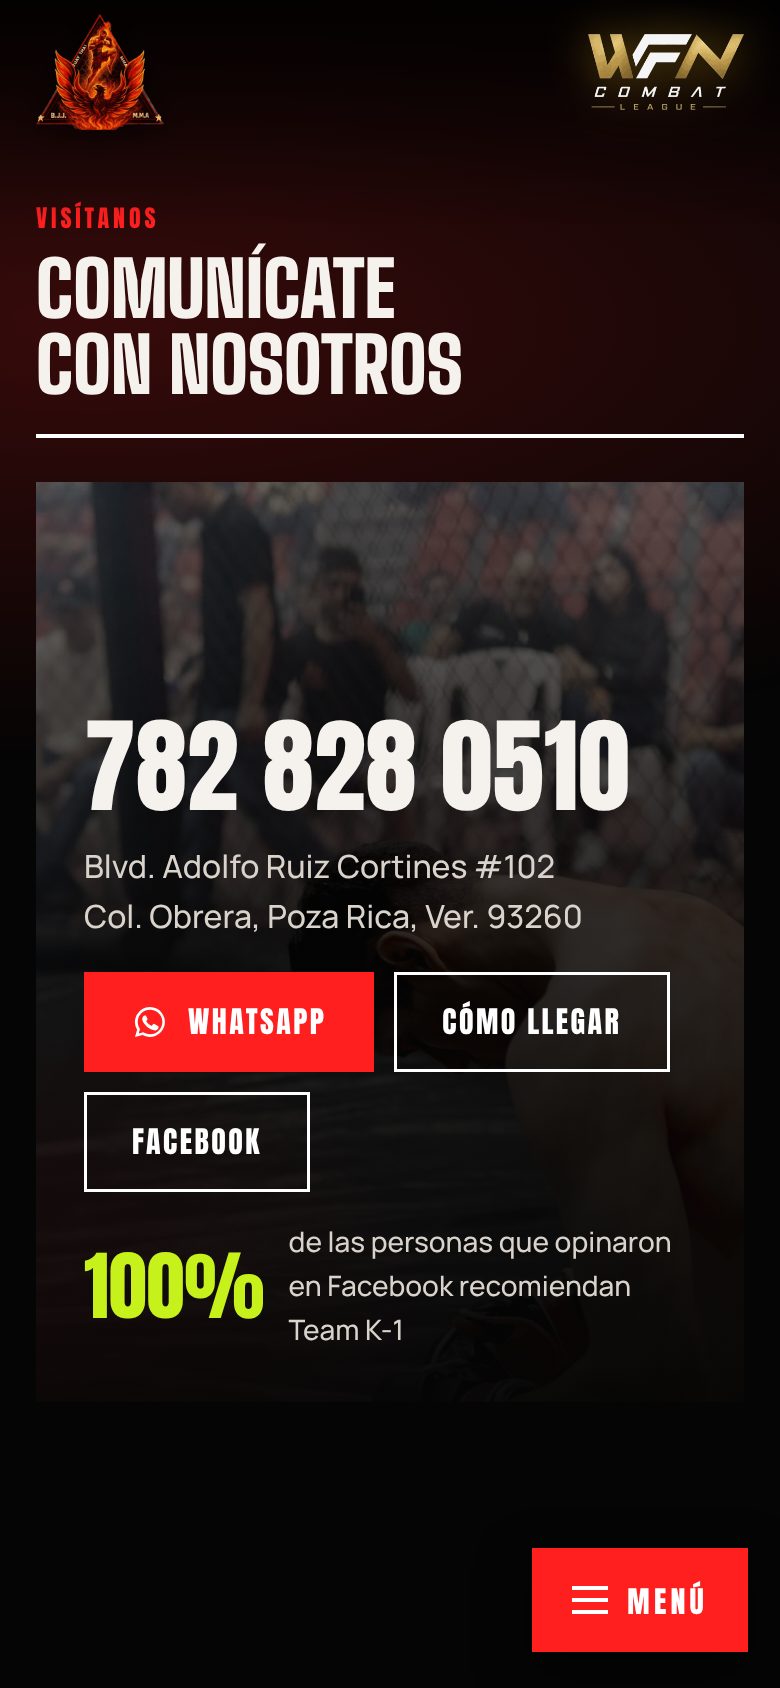 B.J.J.
M.M.A
WFN
COMBAT
LEAGUE
VISÍTANOS
COMUNÍCATE
CON NOSOTROS
782 828 0510
Blvd. Adolfo Ruiz Cortines #102
Col. Obrera, Poza Rica, Ver. 93260
WHATSAPP
CÓMO LLEGAR
FACEBOOK
100%
de las personas que opinaron
en Facebook recomiendan
Team K-1
MENÚ